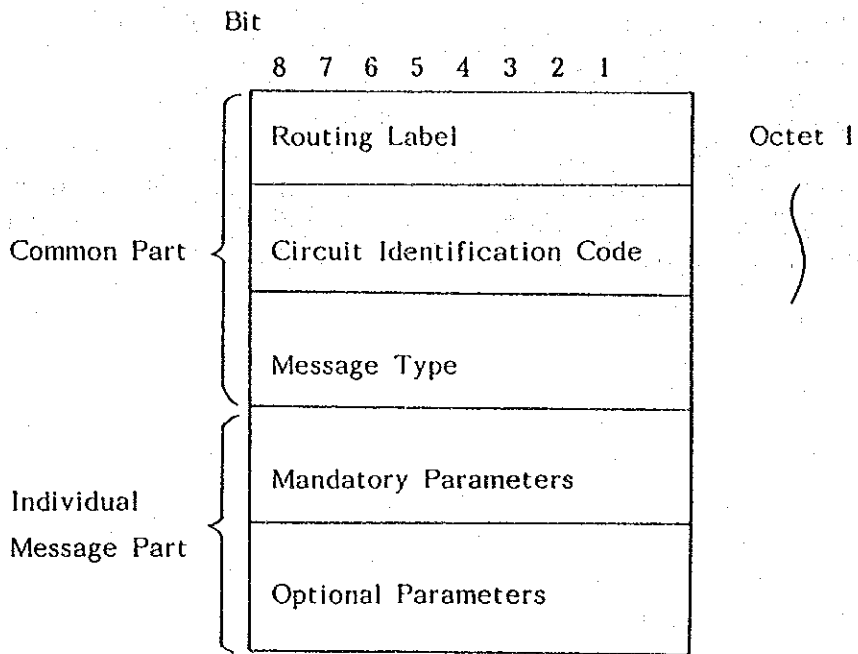 Bit
8 7 6 5 4 3 2 1
Routing Label
Octet 1
Common Part
Circuit Identification Code
Message Type
Mandatory Parameters
Individual
Message Part
Optional Parameters